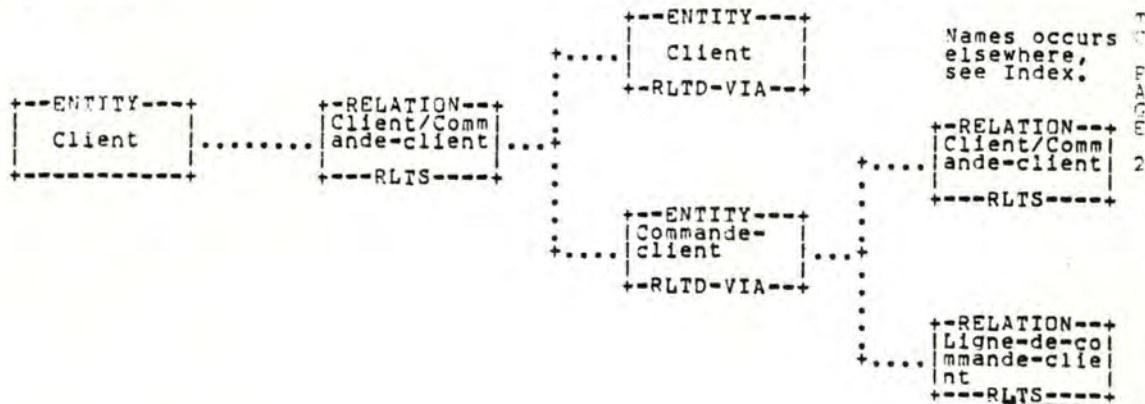 +--ENTITY---+
Client
+-RLTD-VIA--+
Names occurs
elsewhere,
see Index.
+---ENTITY---+
Client
+------------+
+-RELATION--+
Client/Comm
ande-client
+---RLTS----+
+-RELATION--+
Client/Comm
ande-client
+---RLTS----+
+--ENTITY---+
Commande-
client
+-RLTD-VIA--+
+-RELATION--+
Ligne-de-co
mmande-clie
nt
+---RLTS----+
E
A
G
E
2